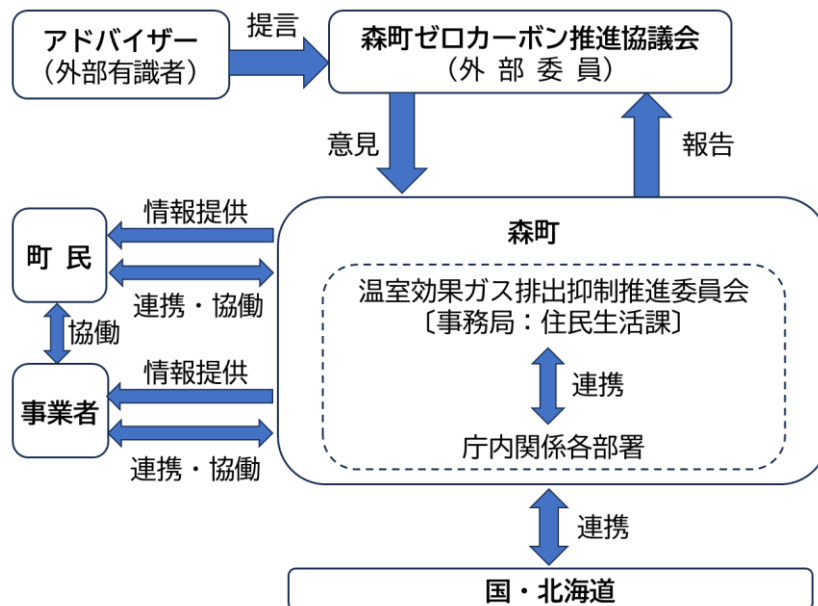 アドバイザー
（外部有識者）
提言
森町ゼロカーボン推進協議会
（外 部 委 員）
意見
報告
森町
温室効果ガス排出抑制推進委員会
〔事務局：住民生活課〕
連携
庁内関係各部署
町 民
情報提供
連携・協働
協働
事業者
情報提供
連携・協働
連携
国・北海道